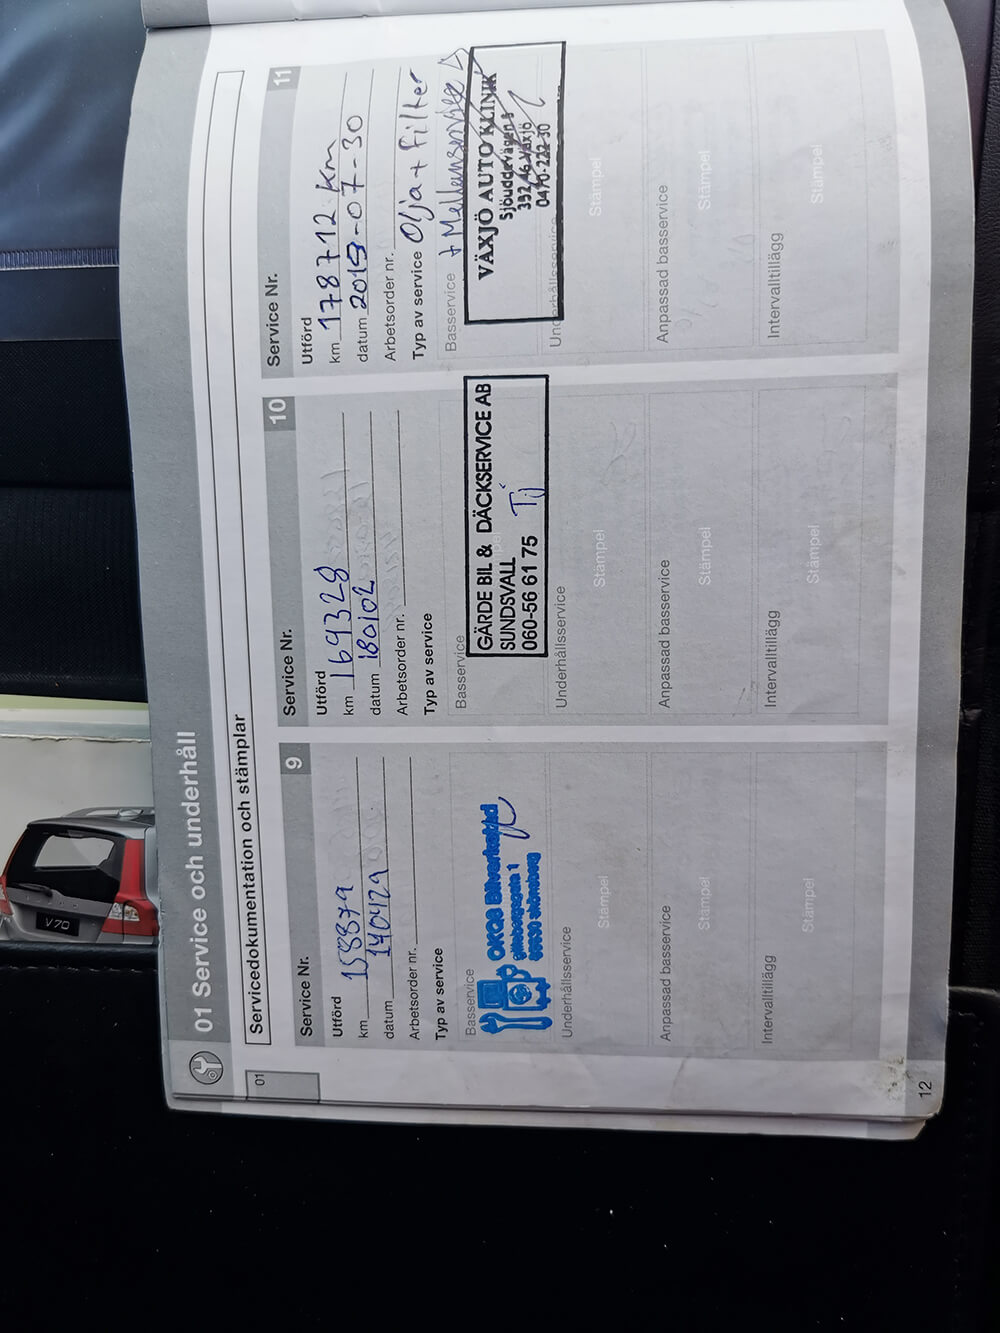 01 Service och underhåll
01
Servicedokumentation och stämplar
Service Nr. 9
Utförd
km 158879
datum 140429
Arbetsorder nr.
Typ av service
Basservice
OKQ8 Bilverkstad
Underhållsservice
Stämpel
Anpassad basservice
Stämpel
Intervalltillägg
Stämpel
Service Nr. 10
Utförd
km 169328
datum 180102
Arbetsorder nr.
Typ av service
Basservice
GÄRDE BIL & DÄCKSERVICE AB
SUNDSVALL
060-56 61 75
Underhållsservice
Stämpel
Anpassad basservice
Stämpel
Intervalltillägg
Stämpel
Service Nr. 11
Utförd
km 178712 km
datum 2019-07-30
Arbetsorder nr.
Typ av service Olja + Filter
Basservice + Mellanservice
VÄXJÖ AUTO KLINIK
Sjöuddevägen
352 46 Växjö
0470-222 30
Underhållsservice
Stämpel
Anpassad basservice
Stämpel
Intervalltillägg
Stämpel
12
V70